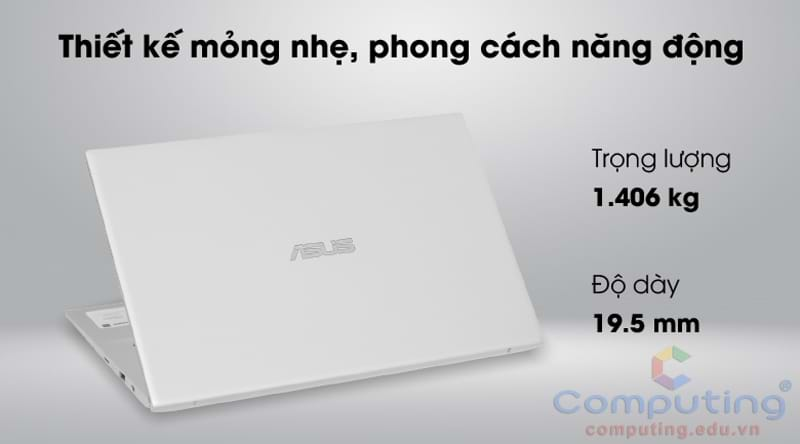 Thiết kế mỏng nhẹ, phong cách năng động
Trọng lượng
1.406 kg
ASUS
Độ dày
19.5 mm
Computing®
computing.edu.vn